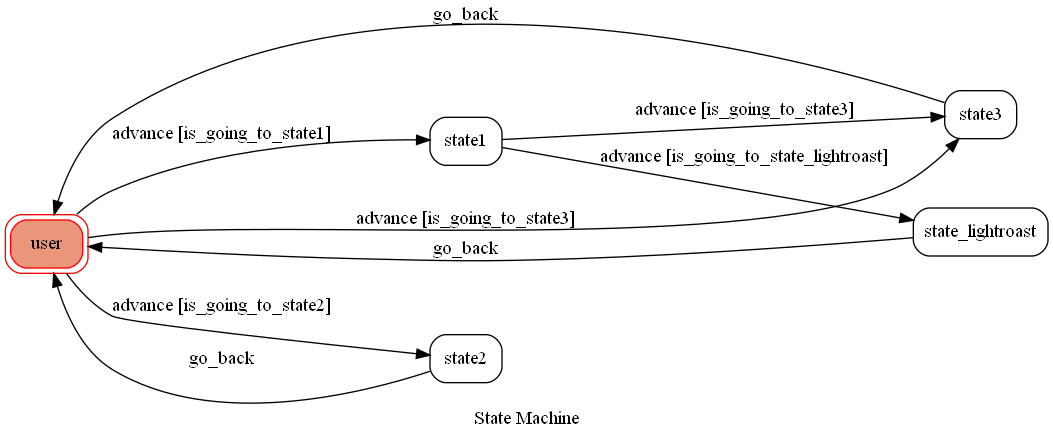 go_back
state3
advance [is_going_to_state3]
advance [is_going_to_state1]
state1
advance [is_going_to_state_lightroast]
advance [is_going_to_state3]
state_lightroast
user
go_back
advance [is_going_to_state2]
state2
go_back
State Machine